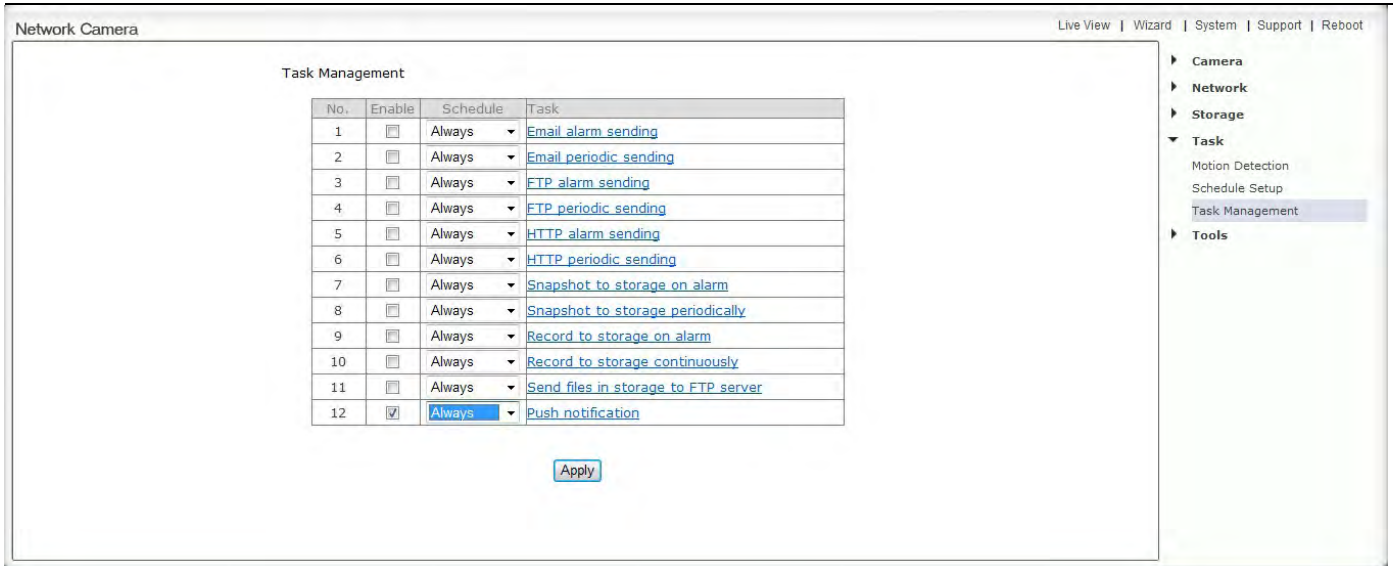 Network Camera
Live View | Wizard | System | Support | Reboot
Task Management
No. Enable Schedule Task
1 Always Email alarm sending
2 Always Email periodic sending
3 Always FTP alarm sending
4 Always FTP periodic sending
5 Always HTTP alarm sending
6 Always HTTP periodic sending
7 Always Snapshot to storage on alarm
8 Always Snapshot to storage periodically
9 Always Record to storage on alarm
10 Always Record to storage continuously
11 Always Send files in storage to FTP server
12 Always Push notification
Apply
Camera
Network
Storage
Task
Motion Detection
Schedule Setup
Task Management
Tools